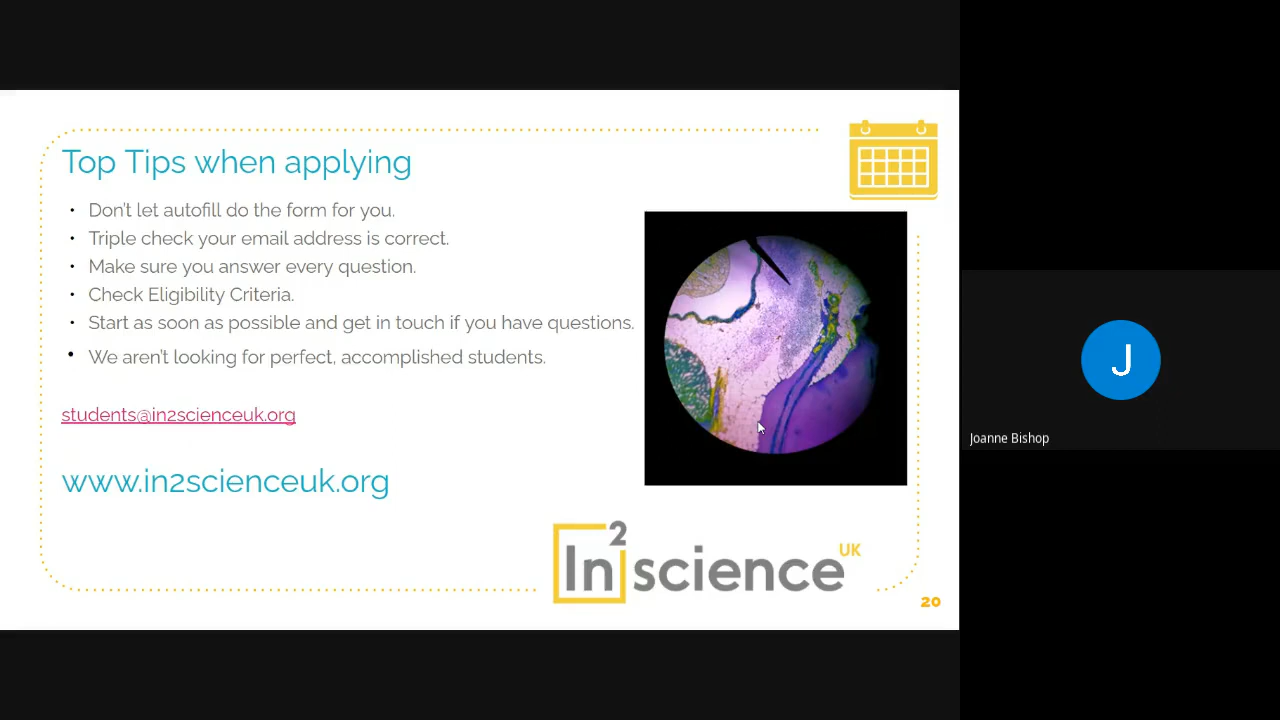 Top Tips when applying
• Don't let autofill do the form for you.
• Triple check your email address is correct.
• Make sure you answer every question.
• Check Eligibility Criteria.
• Start as soon as possible and get in touch if you have questions.
• We aren't looking for perfect, accomplished students.
students@in2scienceuk.org
www.in2scienceuk.org
In2science UK
20
J
Joanne Bishop